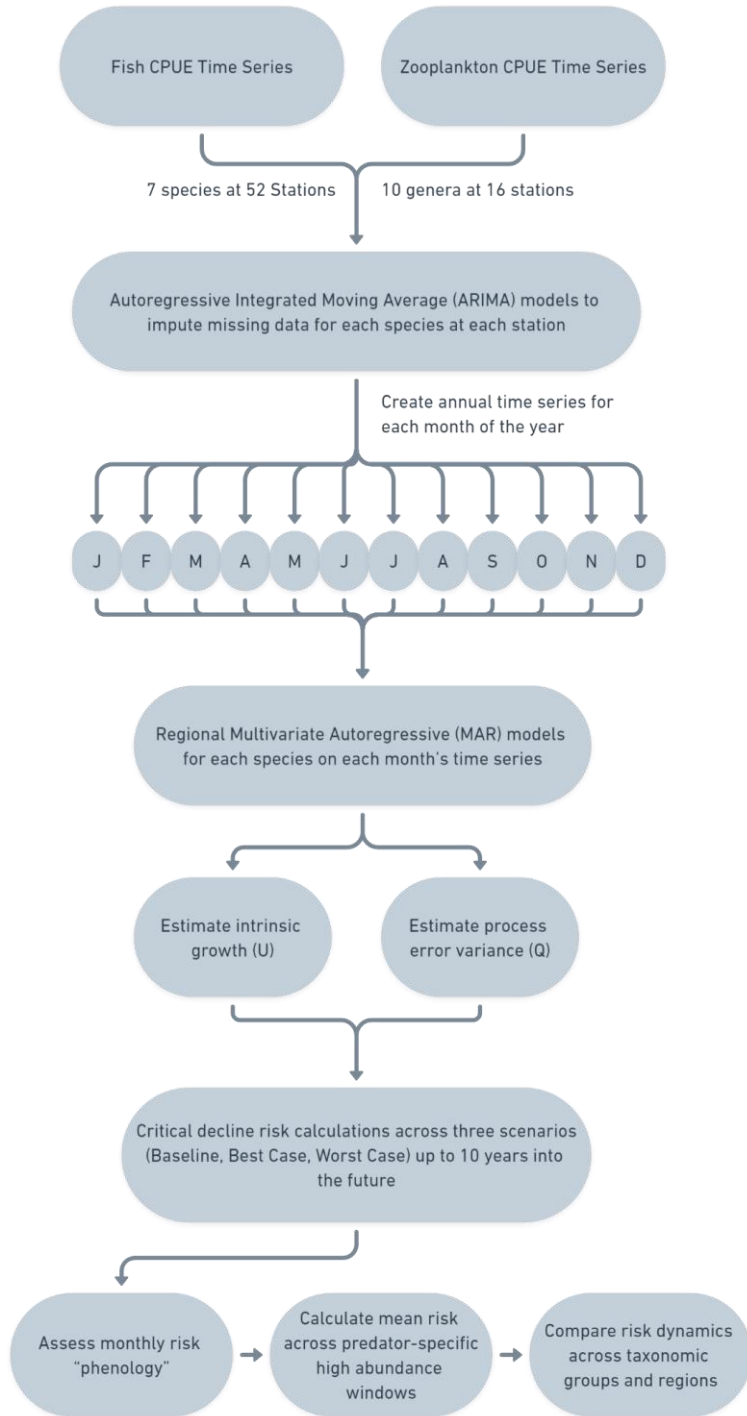 Fish CPUE Time Series
Zooplankton CPUE Time Series
7 species at 52 Stations
10 genera at 16 stations
Autoregressive Integrated Moving Average (ARIMA) models to
impute missing data for each species at each station
Create annual time series for
each month of the year
J F M A M J J A S O N D
Regional Multivariate Autoregressive (MAR) models
for each species on each month's time series
Estimate intrinsic
growth (U)
Estimate process
error variance (Q)
Critical decline risk calculations across three scenarios
(Baseline, Best Case, Worst Case) up to 10 years into
the future
Assess monthly risk
"phenology"
Calculate mean risk
across predator-specific
high abundance
windows
Compare risk dynamics
across taxonomic
groups and regions